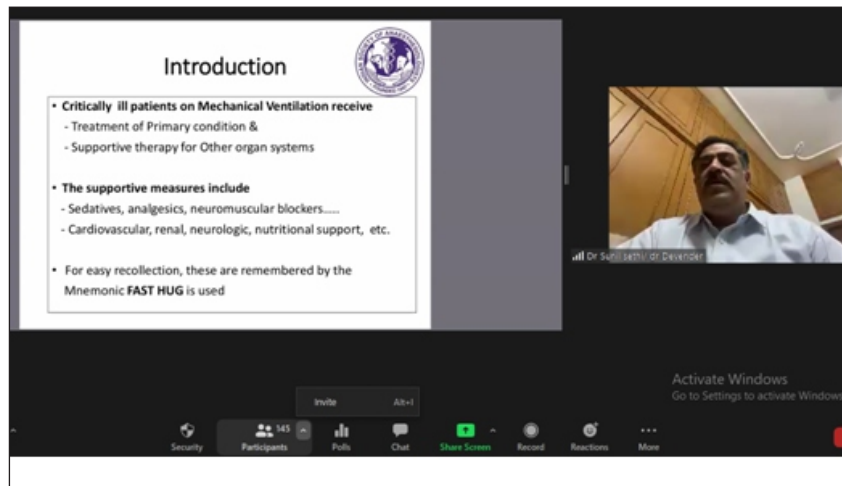 Introduction
• Critically ill patients on Mechanical Ventilation receive
- Treatment of Primary condition &
- Supportive therapy for Other organ systems
• The supportive measures include
- Sedatives, analgesics, neuromuscular blockers.....
- Cardiovascular, renal, neurologic, nutritional support, etc.
• For easy recollection, these are remembered by the
Mnemonic FAST HUG is used
Dr Sunil sethi/ dr Devender
Activate Windows
Go to Settings to activate Windows
Invite Alt+I
145
Security Participants Polls Chat Share Screen Record Reactions More